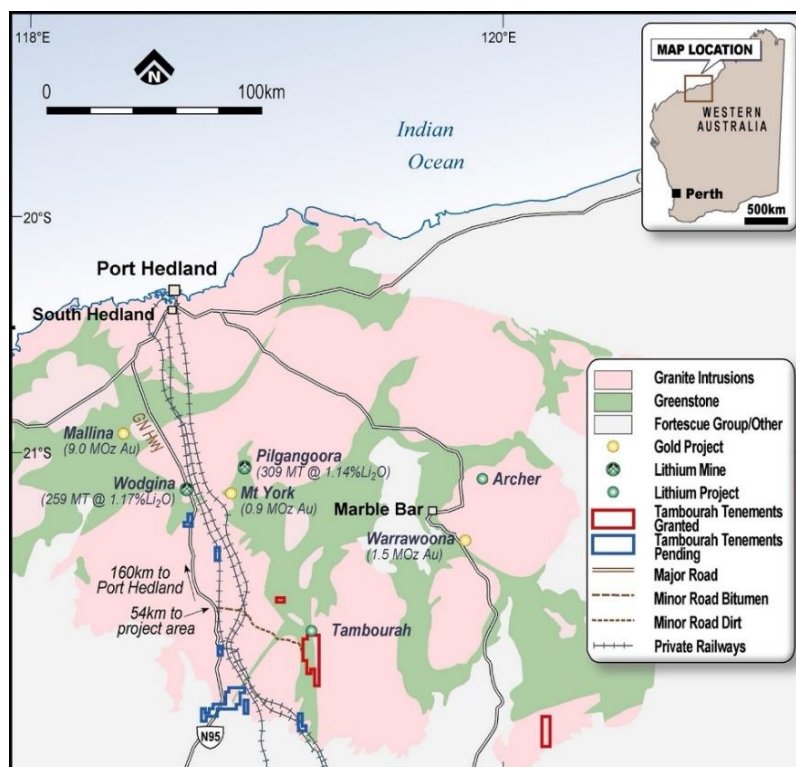 118°E
120°E
N
0
100km
MAP LOCATION
WESTERN
AUSTRALIA
Perth
500km
Indian
Ocean
20°S
Port Hedland
South Hedland
GN Hwy
Mallina
(9.0 MOz Au)
21°S
Pilgangoora
(309 MT @ 1.14%Li2O)
Wodgina
(259 MT @ 1.17%Li2O)
Mt York
(0.9 MOz Au)
Archer
Marble Bar
Warrawoona
(1.5 MOz Au)
160km to
Port Hedland
54km to
project area
Tambourah
N95
Granite Intrusions
Greenstone
Fortescue Group/Other
Gold Project
Lithium Mine
Lithium Project
Tambourah Tenements
Granted
Tambourah Tenements
Pending
Major Road
Minor Road Bitumen
Minor Road Dirt
Private Railways